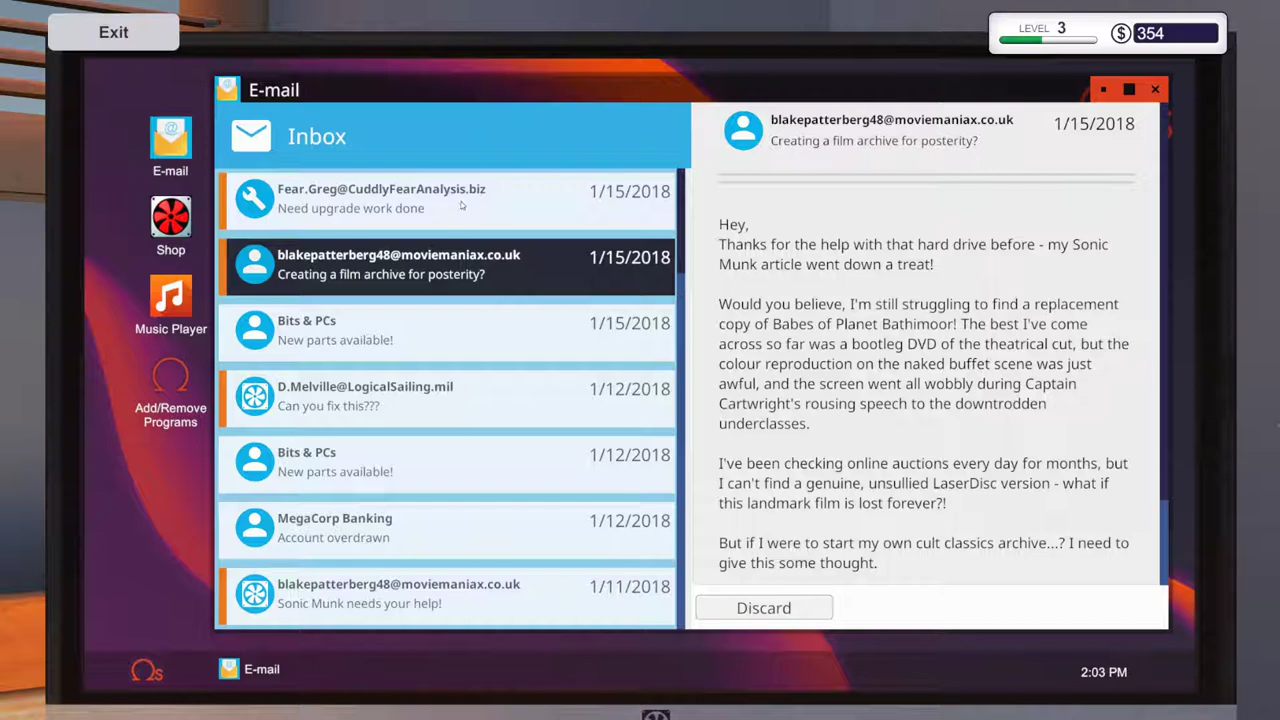 Exit
LEVEL 3
$ 354
E-mail
E-mail
Shop
Music Player
Add/Remove
Programs
Inbox
Fear.Greg@CuddlyFearAnalysis.biz 1/15/2018
Need upgrade work done
blakepatterberg48@moviemaniax.co.uk 1/15/2018
Creating a film archive for posterity?
Bits & PCs 1/15/2018
New parts available!
D.Melville@LogicalSailing.mil 1/12/2018
Can you fix this???
Bits & PCs 1/12/2018
New parts available!
MegaCorp Banking 1/12/2018
Account overdrawn
blakepatterberg48@moviemaniax.co.uk 1/11/2018
Sonic Munk needs your help!
blakepatterberg48@moviemaniax.co.uk 1/15/2018
Creating a film archive for posterity?
Hey,
Thanks for the help with that hard drive before - my Sonic
Munk article went down a treat!
Would you believe, I'm still struggling to find a replacement
copy of Babes of Planet Bathimoor! The best I've come
across so far was a bootleg DVD of the theatrical cut, but the
colour reproduction on the naked buffet scene was just
awful, and the screen went all wobbly during Captain
Cartwright's rousing speech to the downtrodden
underclasses.
I've been checking online auctions every day for months, but
I can't find a genuine, unsullied LaserDisc version - what if
this landmark film is lost forever?!
But if I were to start my own cult classics archive...? I need to
give this some thought.
Discard
Ωs
E-mail
2:03 PM